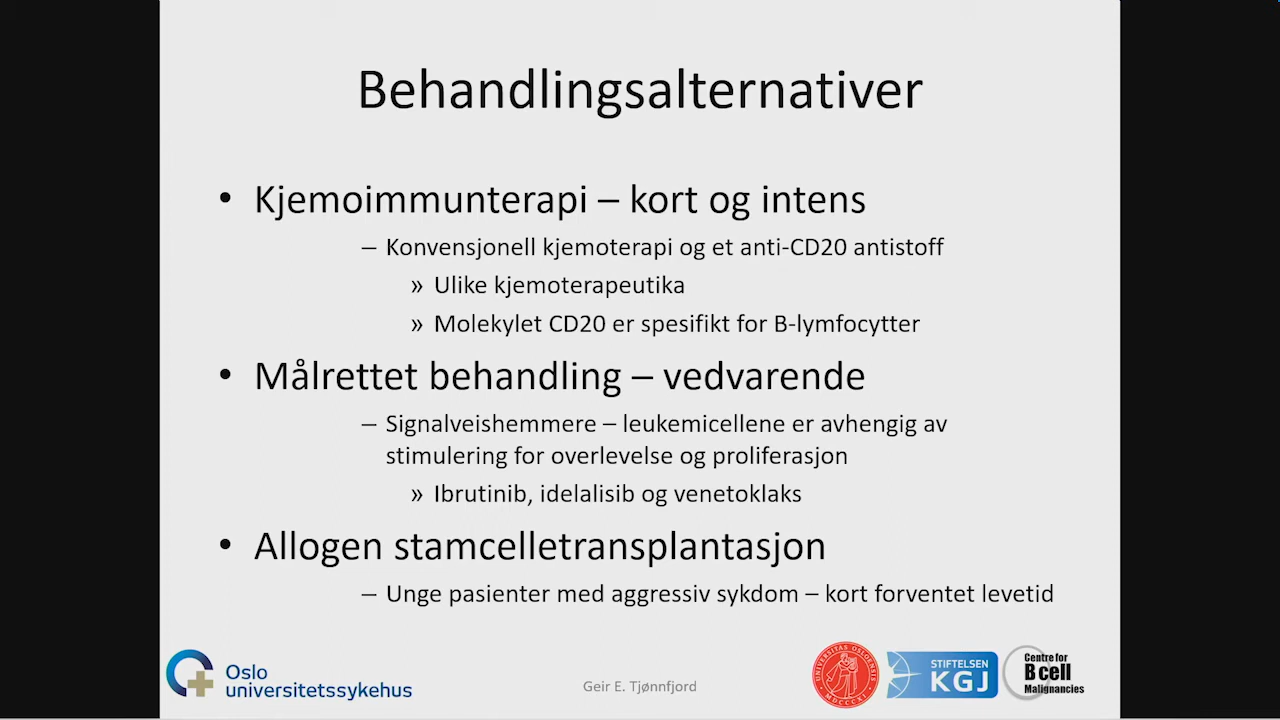 Behandlingsalternativer
• Kjemoimmunterapi – kort og intens
– Konvensjonell kjemoterapi og et anti-CD20 antistoff
» Ulike kjemoterapeutika
» Molekylet CD20 er spesifikt for B-lymfocytter
• Målrettet behandling – vedvarende
– Signalveishemmere – leukemicellene er avhengig av
stimulering for overlevelse og proliferasjon
» Ibrutinib, idelalisib og venetoklaks
• Allogen stamcelletransplantasjon
– Unge pasienter med aggressiv sykdom – kort forventet levetid
Oslo
universitetssykehus
Geir E. Tjønnfjord
UNIVERSITAS OSLOENSIS
MDCCCXI
STIFTELSEN
KGJ
Centre for
B cell
Malignancies